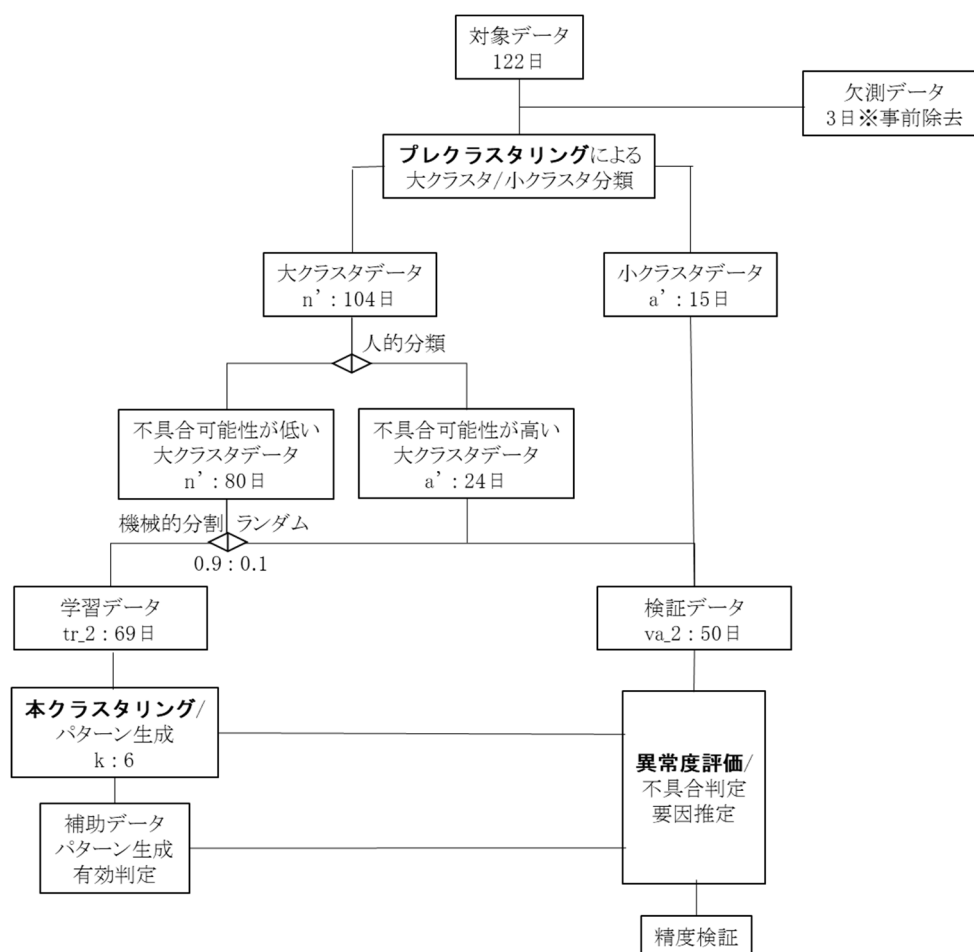 対象データ
122日
欠測データ
3日※事前除去
プレクラスタリングによる
大クラスタ/小クラスタ分類
大クラスタデータ
n’：104日
小クラスタデータ
a’：15日
人的分類
不具合可能性が低い
大クラスタデータ
n’：80日
不具合可能性が高い
大クラスタデータ
a’：24日
機械的分割 ランダム
0.9：0.1
学習データ
tr_2：69日
検証データ
va_2：50日
本クラスタリング/
パターン生成
k：6
異常度評価/
不具合判定
要因推定
補助データ
パターン生成
有効判定
精度検証